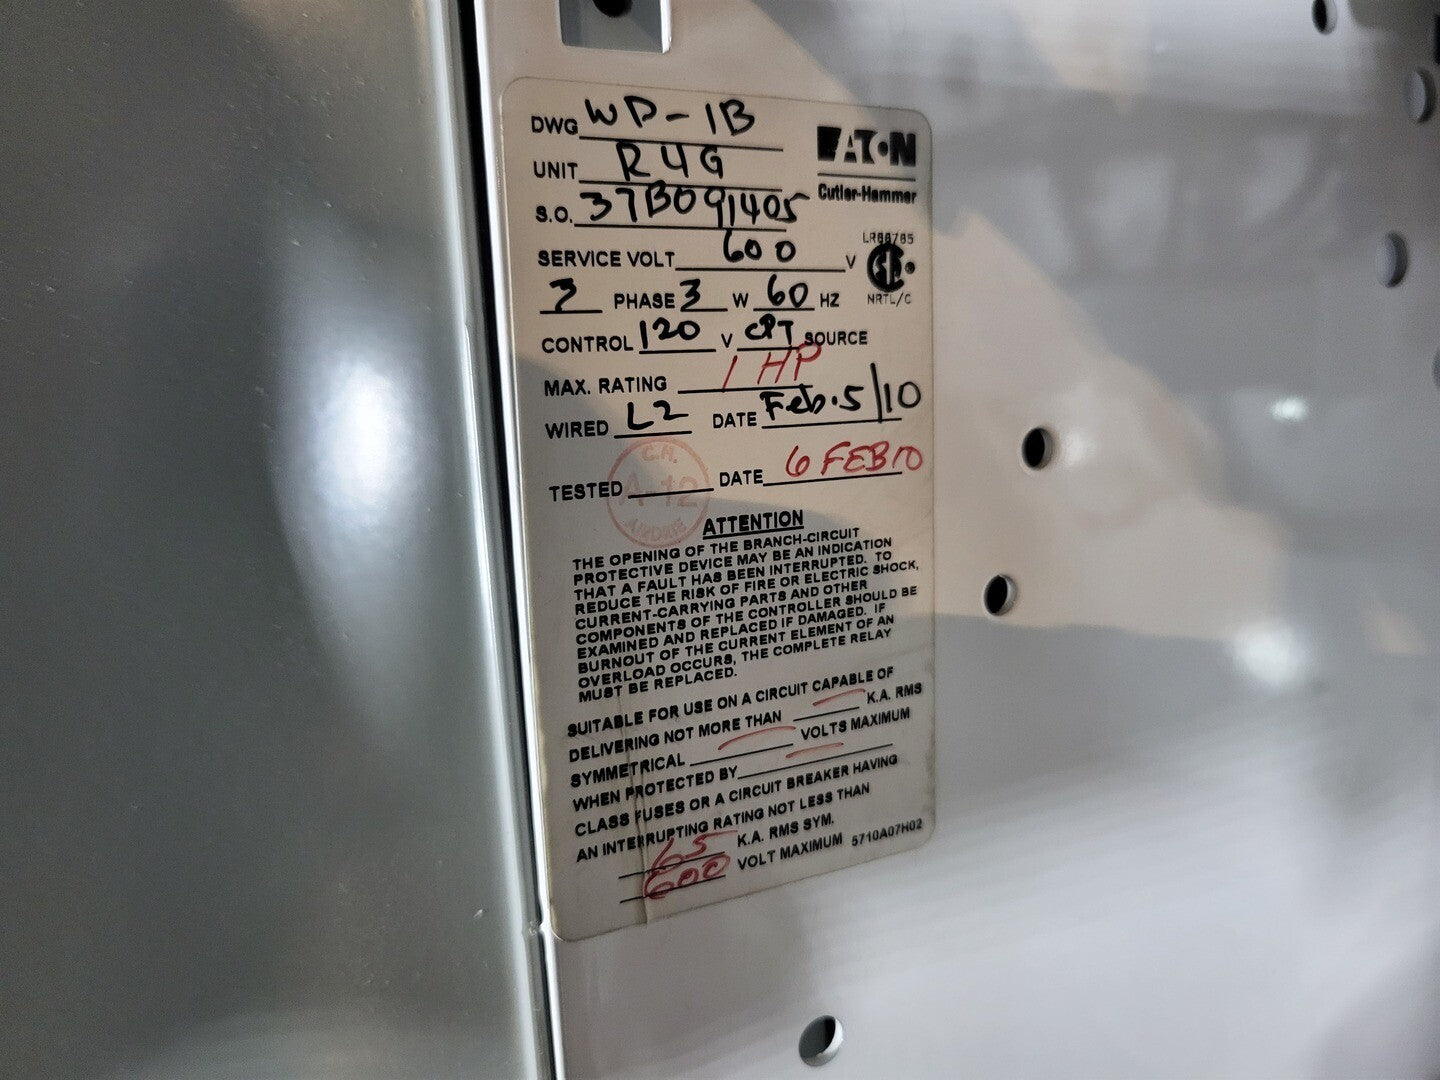 DWG WP-1B
EATON
UNIT R4G
Cutler-Hammer
S.O. 37B091405
LR88785
SERVICE VOLT 600 V
NRTL/C
3 PHASE 3 W 60 HZ
CONTROL 120 V CPT SOURCE
MAX. RATING 1 HP
WIRED L2 DATE Feb.5/10
TESTED DATE 6 FEB 10
C.H.
A-12
AIRDRIE
ATTENTION
THE OPENING OF THE BRANCH-CIRCUIT
PROTECTIVE DEVICE MAY BE AN INDICATION
THAT A FAULT HAS BEEN INTERRUPTED. TO
REDUCE THE RISK OF FIRE OR ELECTRIC SHOCK,
CURRENT-CARRYING PARTS AND OTHER
COMPONENTS OF THE CONTROLLER SHOULD BE
EXAMINED AND REPLACED IF DAMAGED. IF
BURNOUT OF THE CURRENT ELEMENT OF AN
OVERLOAD OCCURS, THE COMPLETE RELAY
MUST BE REPLACED.
SUITABLE FOR USE ON A CIRCUIT CAPABLE OF
DELIVERING NOT MORE THAN K.A. RMS
SYMMETRICAL VOLTS MAXIMUM
WHEN PROTECTED BY
CLASS FUSES OR A CIRCUIT BREAKER HAVING
AN INTERRUPTING RATING NOT LESS THAN
65 K.A. RMS SYM.
600 VOLT MAXIMUM 5710A07H02